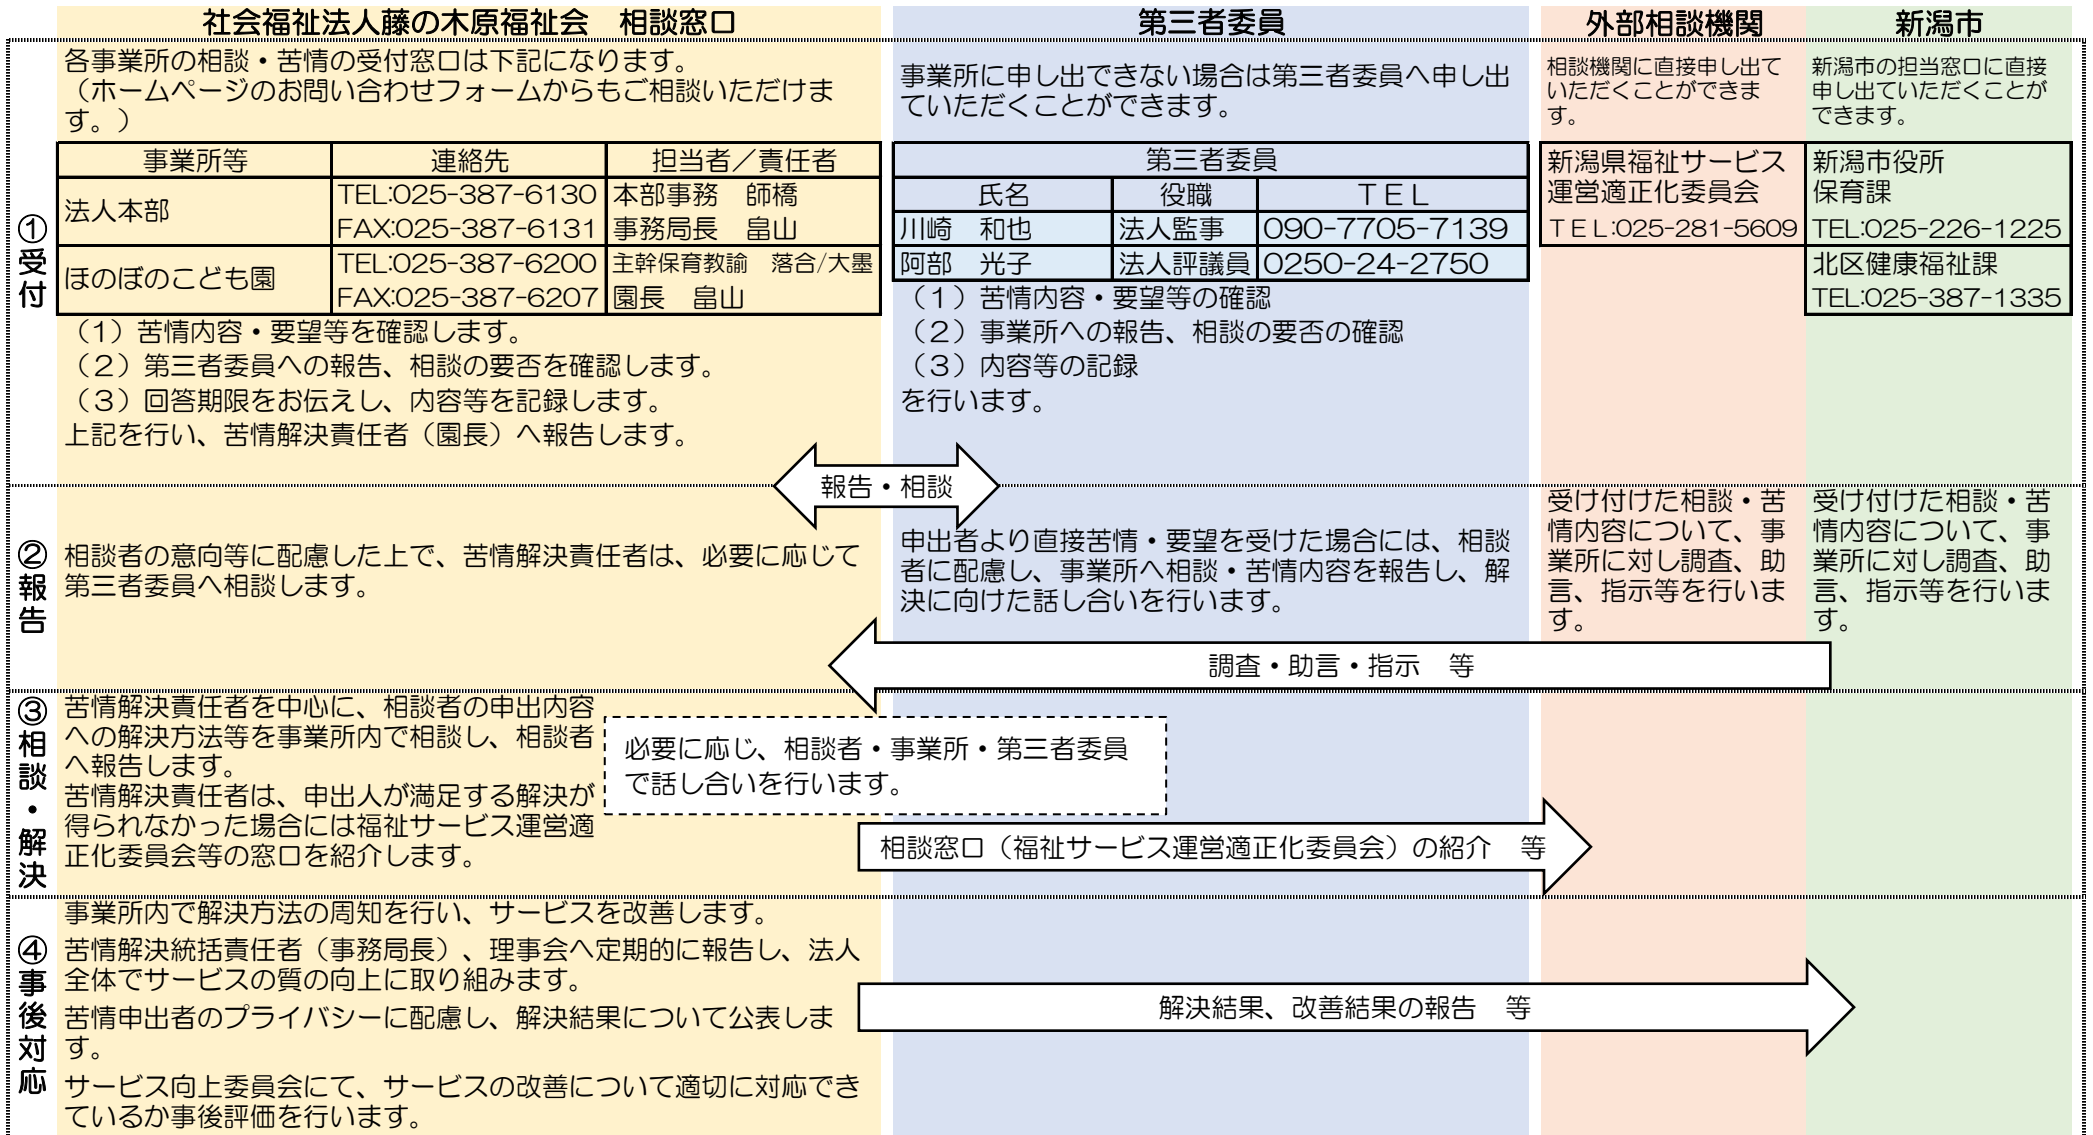 社会福祉法人藤の木原福祉会　相談窓口
第三者委員
外部相談機関
新潟市
①受付
各事業所の相談・苦情の受付窓口は下記になります。
（ホームページのお問い合わせフォームからもご相談いただけま
す。）
事業所等
連絡先
担当者／責任者
法人本部
TEL:025-387-6130
本部事務　師橋
FAX:025-387-6131
事務局長　畠山
ほのぼのこども園
TEL:025-387-6200
主幹保育教諭　落合/大墨
FAX:025-387-6207
園長　畠山
（１）苦情内容・要望等を確認します。
（２）第三者委員への報告、相談の要否を確認します。
（３）回答期限をお伝えし、内容等を記録します。
上記を行い、苦情解決責任者（園長）へ報告します。
事業所に申し出できない場合は第三者委員へ申し出
ていただくことができます。
第三者委員
氏名
役職
ＴＥＬ
川崎　和也
法人監事
090-7705-7139
阿部　光子
法人評議員
0250-24-2750
（１）苦情内容・要望等の確認
（２）事業所への報告、相談の要否の確認
（３）内容等の記録
を行います。
相談機関に直接申し出て
いただくことができま
す。
新潟県福祉サービス
運営適正化委員会
ＴＥＬ:025-281-5609
新潟市の担当窓口に直接
申し出ていただくことが
できます。
新潟市役所
保育課
TEL:025-226-1225
北区健康福祉課
TEL:025-387-1335
報告・相談
②報告
相談者の意向等に配慮した上で、苦情解決責任者は、必要に応じて
第三者委員へ相談します。
申出者より直接苦情・要望を受けた場合には、相談
者に配慮し、事業所へ相談・苦情内容を報告し、解
決に向けた話し合いを行います。
受け付けた相談・苦
情内容について、事
業所に対し調査、助
言、指示等を行いま
す。
受け付けた相談・苦
情内容について、事
業所に対し調査、助
言、指示等を行いま
す。
調査・助言・指示　等
③相談・解決
苦情解決責任者を中心に、相談者の申出内容
への解決方法等を事業所内で相談し、相談者
へ報告します。
苦情解決責任者は、申出人が満足する解決が
得られなかった場合には福祉サービス運営適
正化委員会等の窓口を紹介します。
必要に応じ、相談者・事業所・第三者委員
で話し合いを行います。
相談窓口（福祉サービス運営適正化委員会）の紹介　等
④事後対応
事業所内で解決方法の周知を行い、サービスを改善します。
苦情解決統括責任者（事務局長）、理事会へ定期的に報告し、法人
全体でサービスの質の向上に取り組みます。
苦情申出者のプライバシーに配慮し、解決結果について公表しま
す。
サービス向上委員会にて、サービスの改善について適切に対応でき
ているか事後評価を行います。
解決結果、改善結果の報告　等